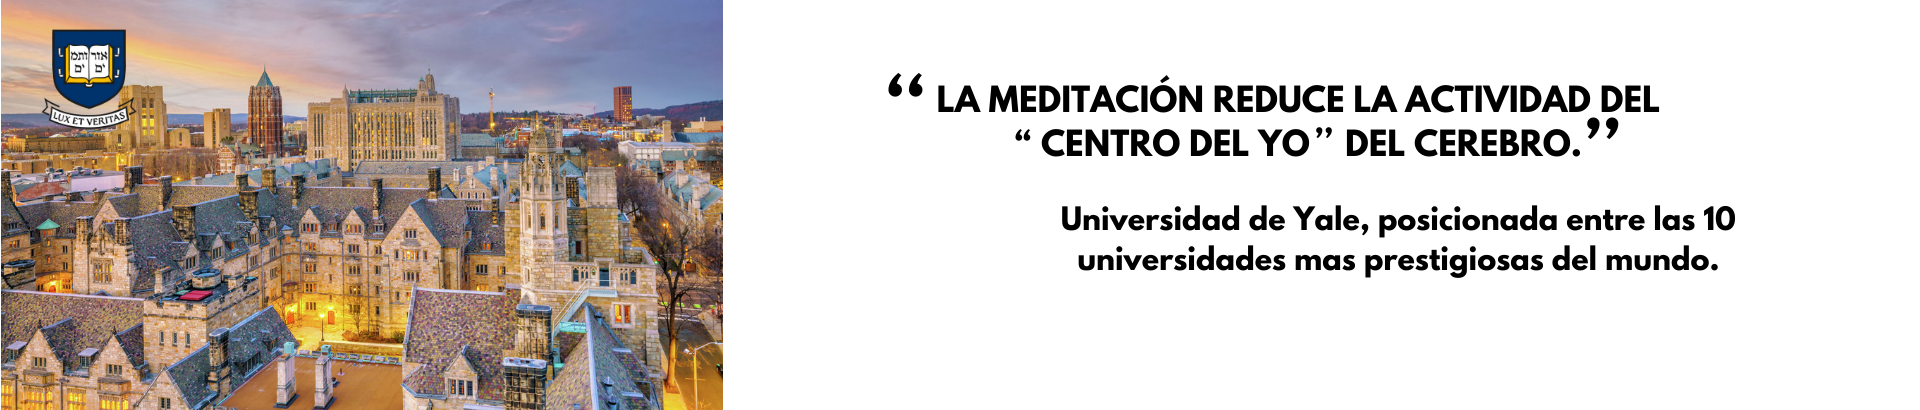 אורים ותמים
LUX ET VERITAS
“ LA MEDITACIÓN REDUCE LA ACTIVIDAD DEL
“ CENTRO DEL YO ” DEL CEREBRO.”
Universidad de Yale, posicionada entre las 10
universidades mas prestigiosas del mundo.